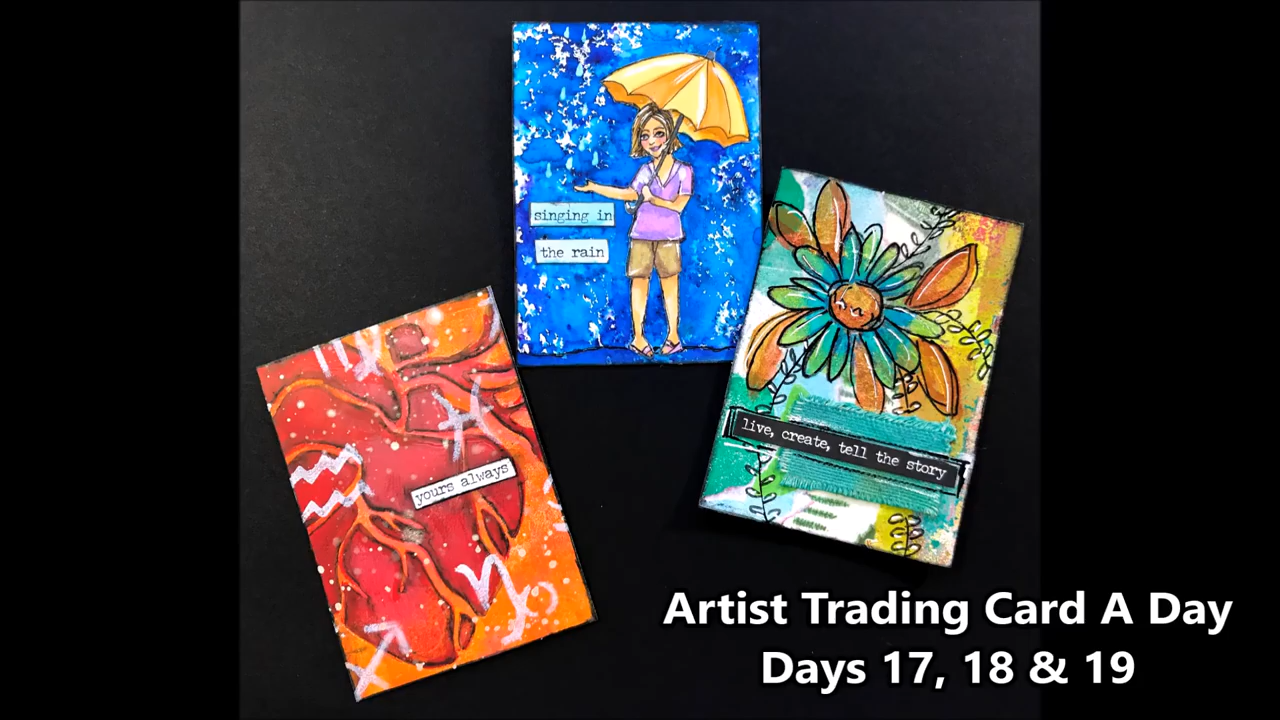 singing in
the rain
live, create, tell the story
yours always
Artist Trading Card A Day
Days 17, 18 & 19